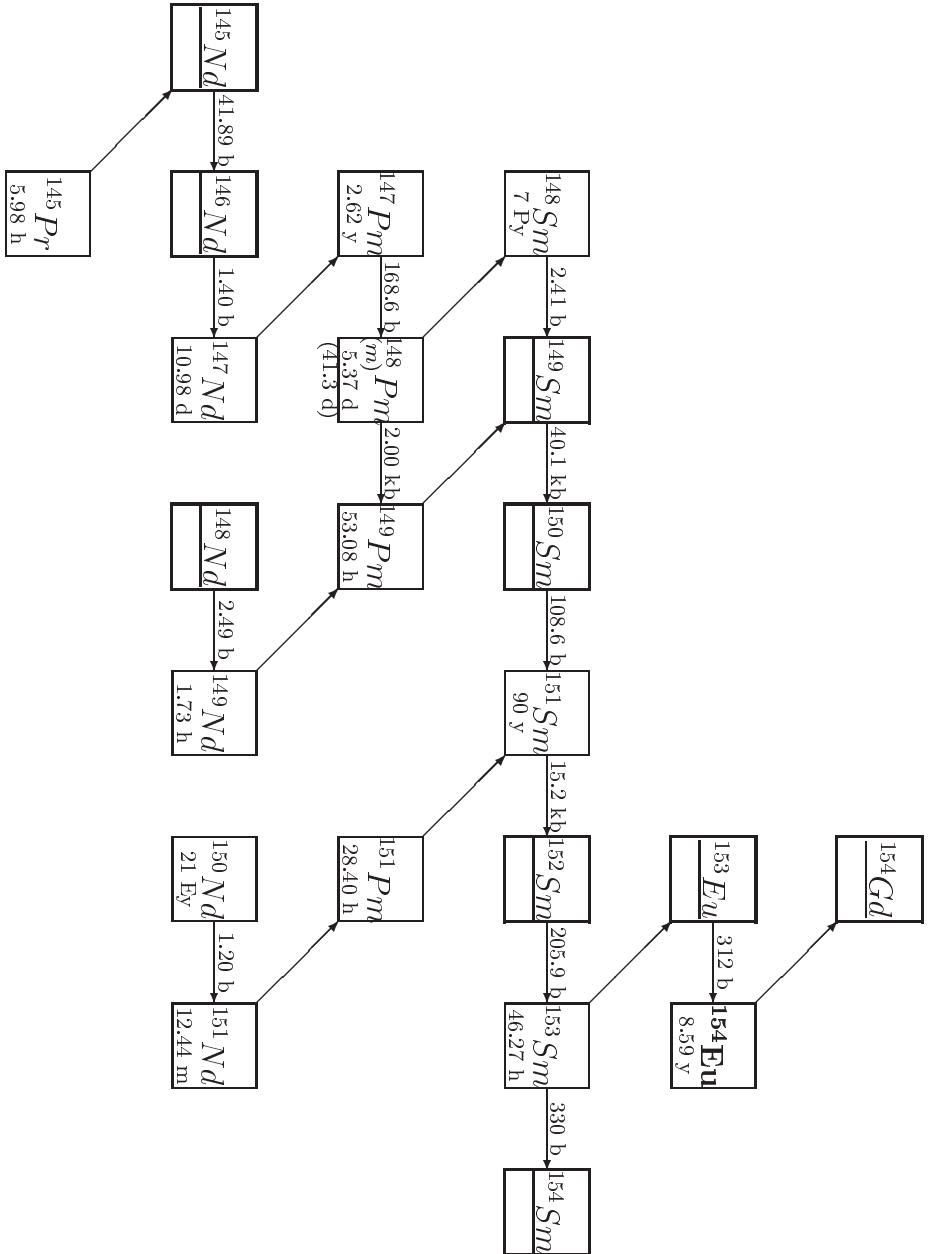 ¹⁵⁴Gd
¹⁵³Eu
312 b
¹⁵⁴Eu
8.59 y
¹⁴⁸Sm
7 Py
2.41 b
¹⁴⁹Sm
40.1 kb
¹⁵⁰Sm
108.6 b
¹⁵¹Sm
90 y
15.2 kb
¹⁵²Sm
205.9 b
¹⁵³Sm
46.27 h
330 b
¹⁵⁴Sm
¹⁴⁷Pm
2.62 y
168.6 b
¹⁴⁸Pm
(m)
5.37 d
(41.3 d)
2.00 kb
¹⁴⁹Pm
53.08 h
¹⁵¹Pm
28.40 h
¹⁴⁵Nd
41.89 b
¹⁴⁶Nd
1.40 b
¹⁴⁷Nd
10.98 d
¹⁴⁸Nd
2.49 b
¹⁴⁹Nd
1.73 h
¹⁵⁰Nd
21 Ey
1.20 b
¹⁵¹Nd
12.44 m
¹⁴⁵Pr
5.98 h